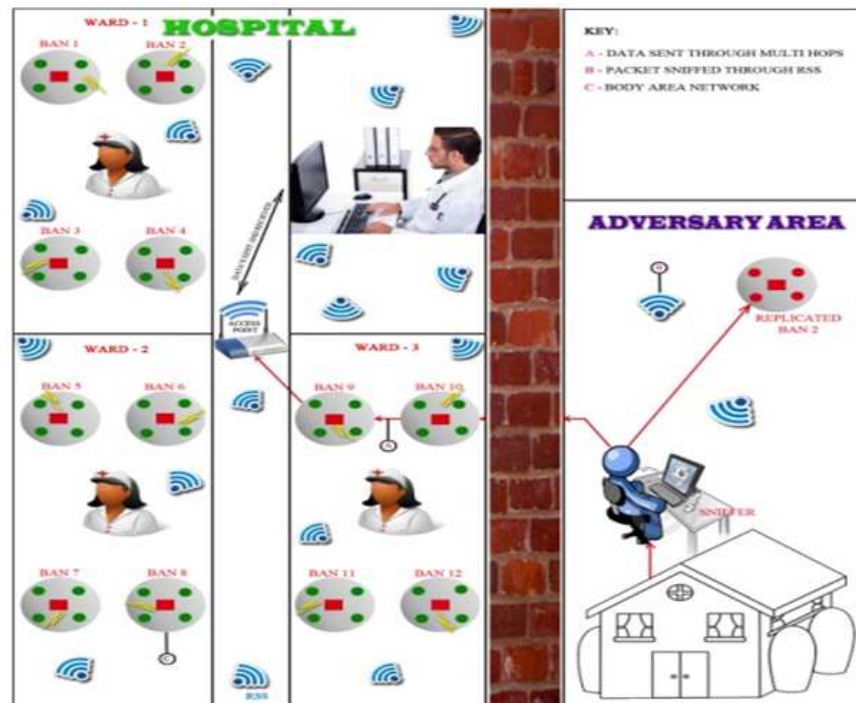 HOSPITAL
WARD - 1
BAN 1
BAN 2
BAN 3
BAN 4
ACCESS
POINT
WARD - 2
BAN 5
BAN 6
BAN 7
BAN 8
C
WARD - 3
BAN 9
BAN 10
A
BAN 11
BAN 12
RSS
KEY:
A - DATA SENT THROUGH MULTI HOPS
B - PACKET SNIFFED THROUGH RSS
C - BODY AREA NETWORK
ADVERSARY AREA
REPLICATED
BAN 2
SNIFFER